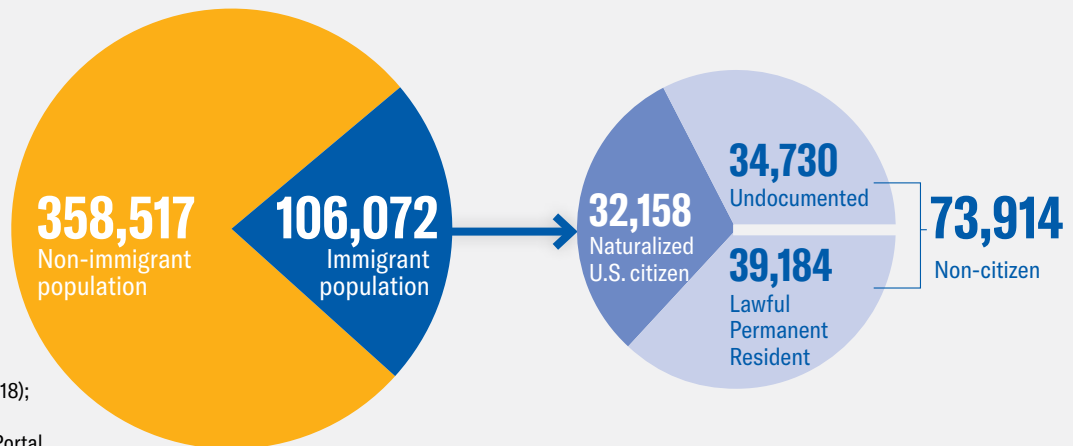 358,517
Non-immigrant
population
106,072
Immigrant
population
32,158
Naturalized
U.S. citizen
34,730
Undocumented
39,184
Lawful
Permanent
Resident
73,914
Non-citizen
18);
Portal